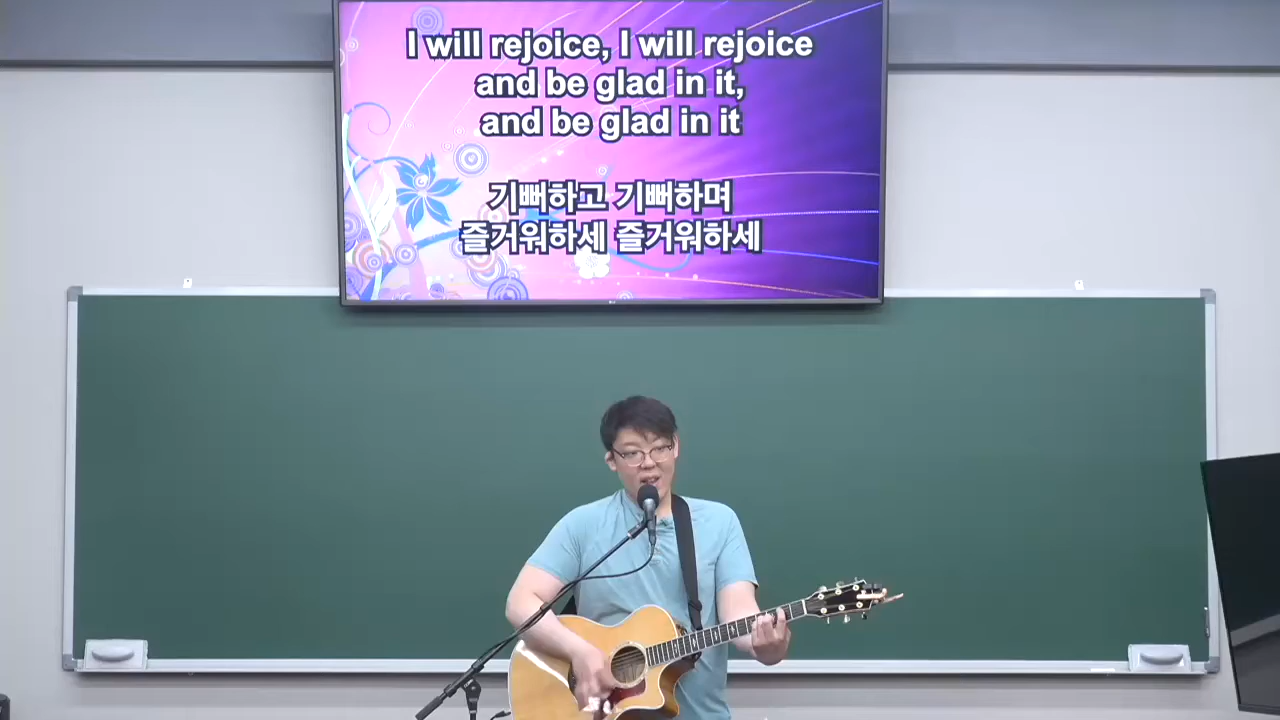 I will rejoice, I will rejoice
and be glad in it,
and be glad in it
기뻐하고 기뻐하며
즐거워하세 즐거워하세